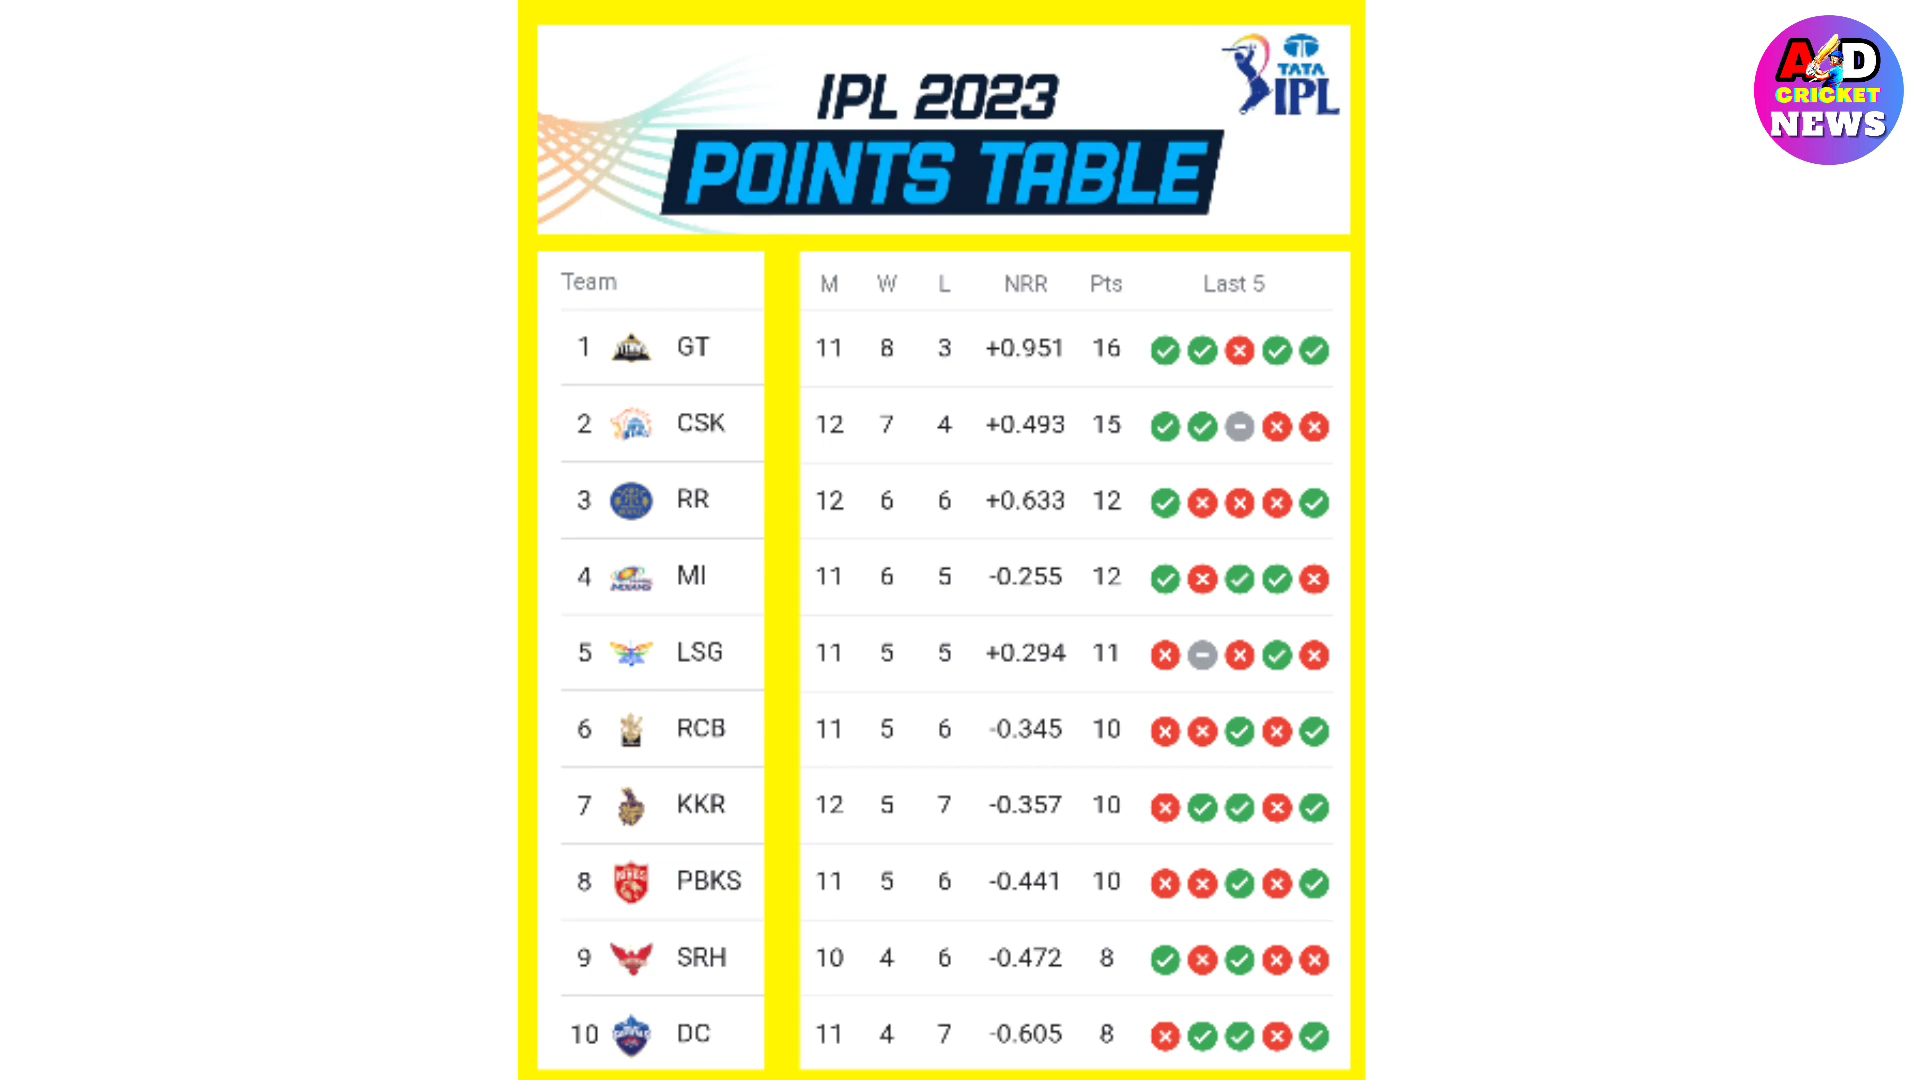 IPL 2023
POINTS TABLE
TATA
IPL
AD
CRICKET
NEWS
Team M W L NRR Pts Last 5
1 GT 11 8 3 +0.951 16
2 CSK 12 7 4 +0.493 15
3 RR 12 6 6 +0.633 12
4 MI 11 6 5 -0.255 12
5 LSG 11 5 5 +0.294 11
6 RCB 11 5 6 -0.345 10
7 KKR 12 5 7 -0.357 10
8 PBKS 11 5 6 -0.441 10
9 SRH 10 4 6 -0.472 8
10 DC 11 4 7 -0.605 8